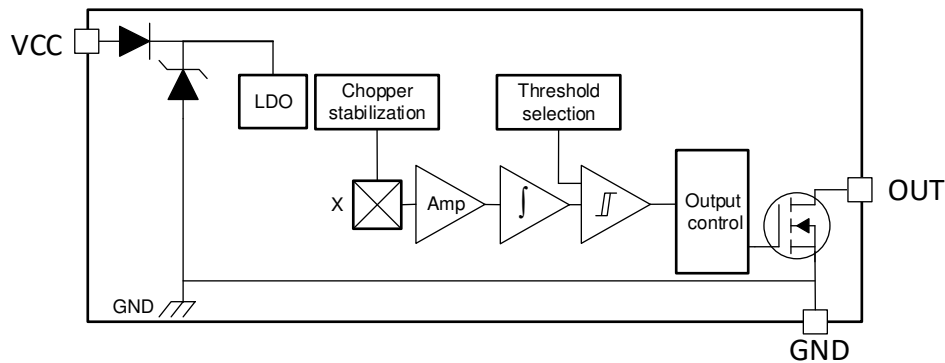 VCC
LDO
Chopper
stabilization
Threshold
selection
X
Amp
∫
Output
control
OUT
GND
GND